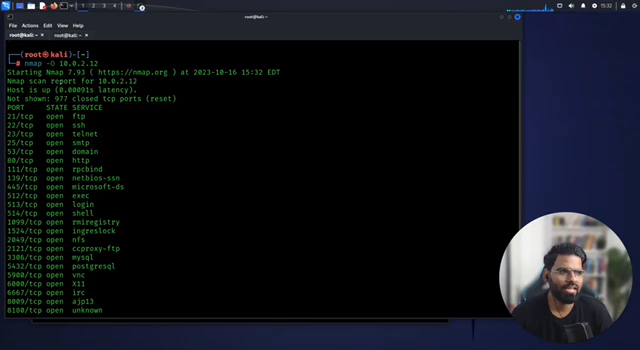 1 2 3 4
15:32
root@kali: ~
File Actions Edit View Help
root@kali: ~ × root@kali: ~ ×
┌──(root㉿kali)-[~]
└─# nmap -O 10.0.2.12
Starting Nmap 7.93 ( https://nmap.org ) at 2023-10-16 15:32 EDT
Nmap scan report for 10.0.2.12
Host is up (0.00091s latency).
Not shown: 977 closed tcp ports (reset)
PORT STATE SERVICE
21/tcp open ftp
22/tcp open ssh
23/tcp open telnet
25/tcp open smtp
53/tcp open domain
80/tcp open http
111/tcp open rpcbind
139/tcp open netbios-ssn
445/tcp open microsoft-ds
512/tcp open exec
513/tcp open login
514/tcp open shell
1099/tcp open rmiregistry
1524/tcp open ingreslock
2049/tcp open nfs
2121/tcp open ccproxy-ftp
3306/tcp open mysql
5432/tcp open postgresql
5900/tcp open vnc
6000/tcp open X11
6667/tcp open irc
8009/tcp open ajp13
8180/tcp open unknown